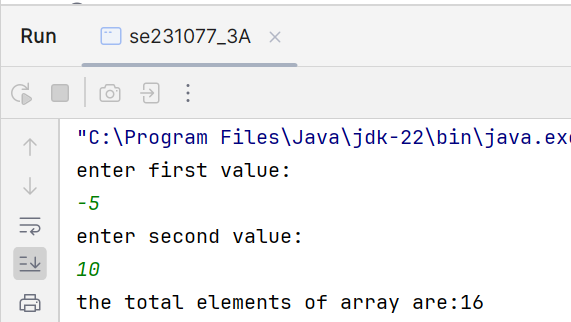 Run se231077_3A
"C:\Program Files\Java\jdk-22\bin\java.exe
enter first value:
-5
enter second value:
10
the total elements of array are:16